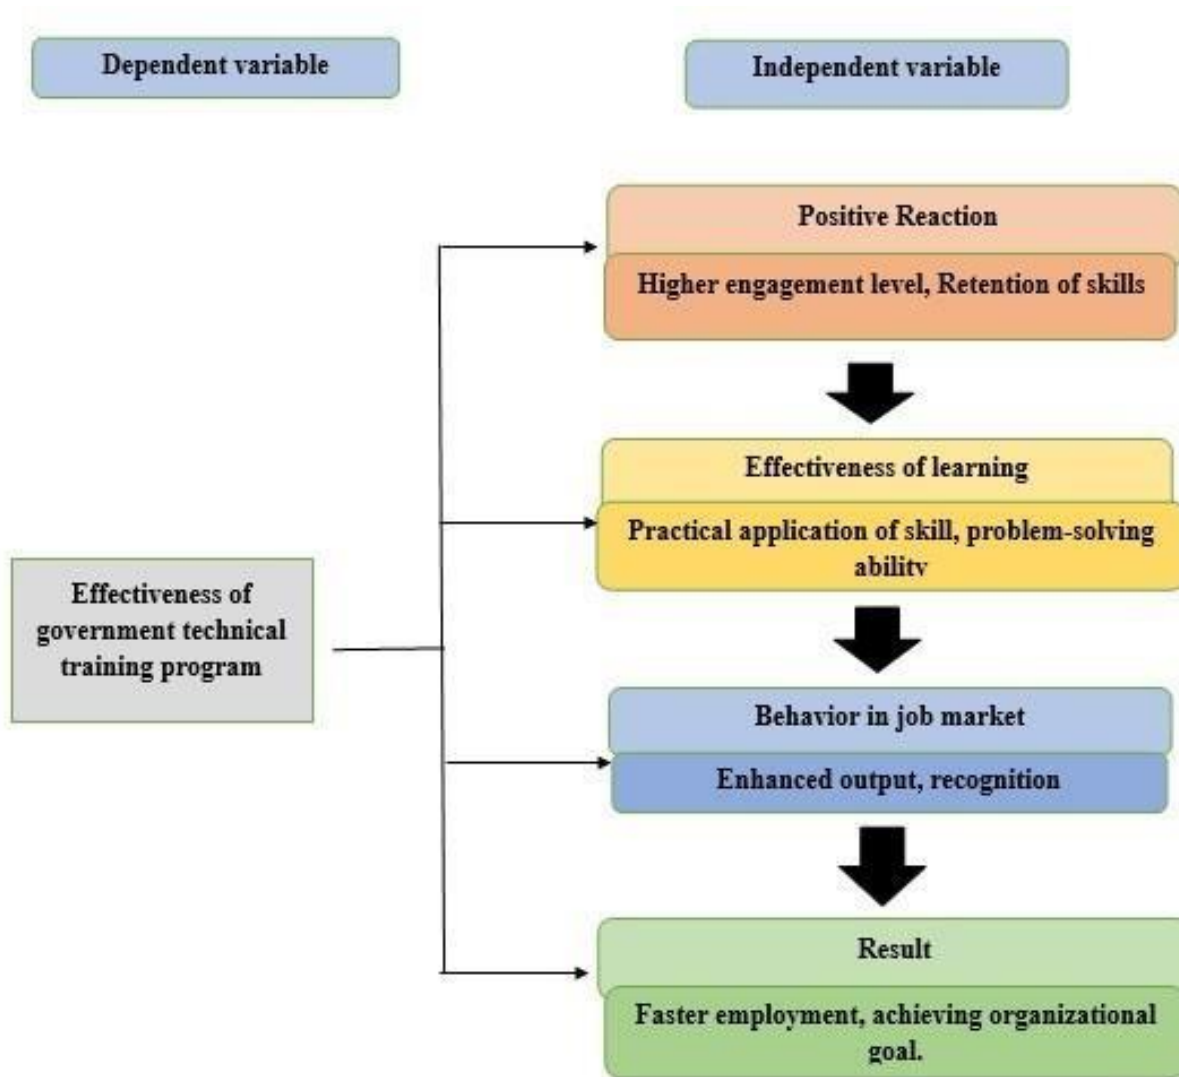 Dependent variable
Independent variable
Positive Reaction
Higher engagement level, Retention of skills
Effectiveness of learning
Practical application of skill, problem-solving
ability
Effectiveness of
government technical
training program
Behavior in job market
Enhanced output, recognition
Result
Faster employment, achieving organizational
goal.